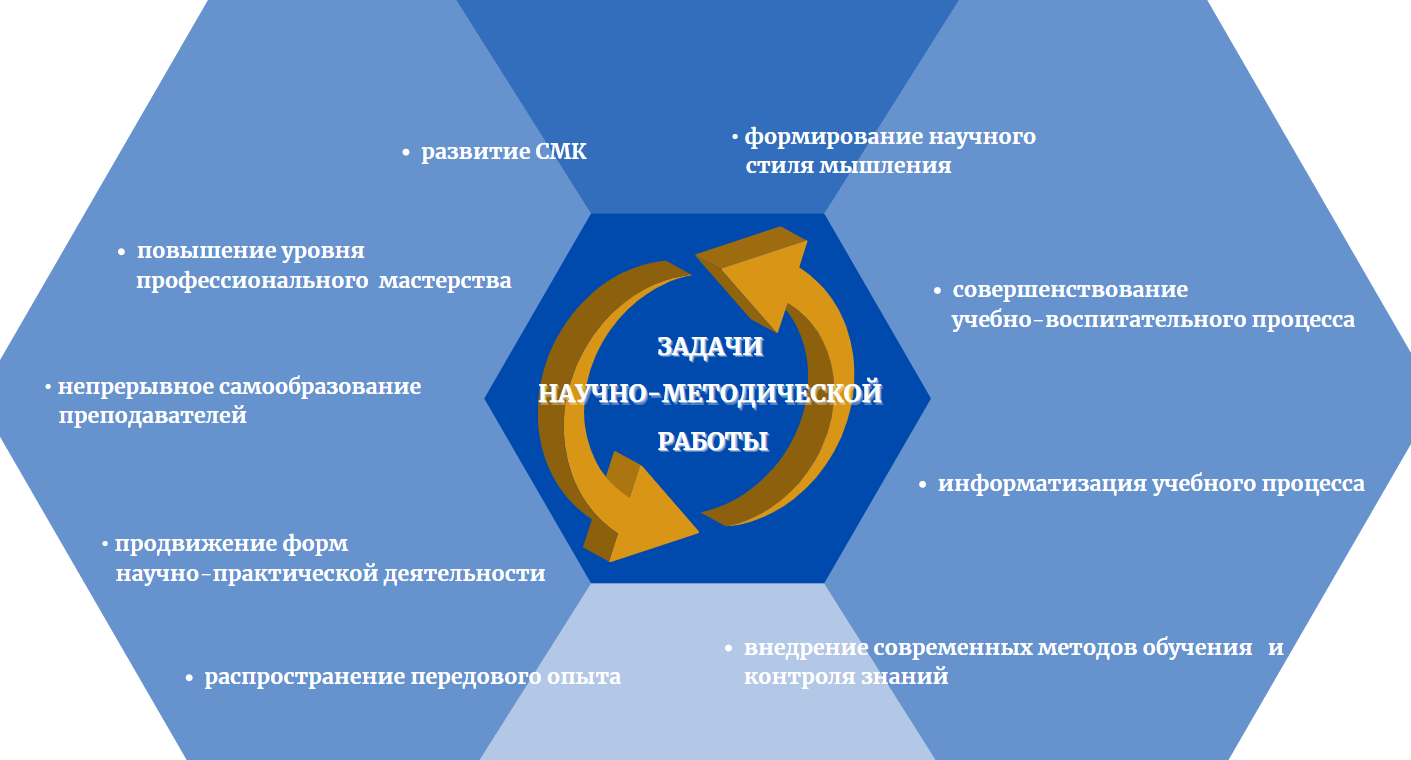 • развитие СМК
• формирование научного
стиля мышления
• повышение уровня
профессионального мастерства
• совершенствование
учебно-воспитательного процесса
ЗАДАЧИ
НАУЧНО-МЕТОДИЧЕСКОЙ
РАБОТЫ
• непрерывное самообразование
преподавателей
• информатизация учебного процесса
• продвижение форм
научно-практической деятельности
• внедрение современных методов обучения и
контроля знаний
• распространение передового опыта